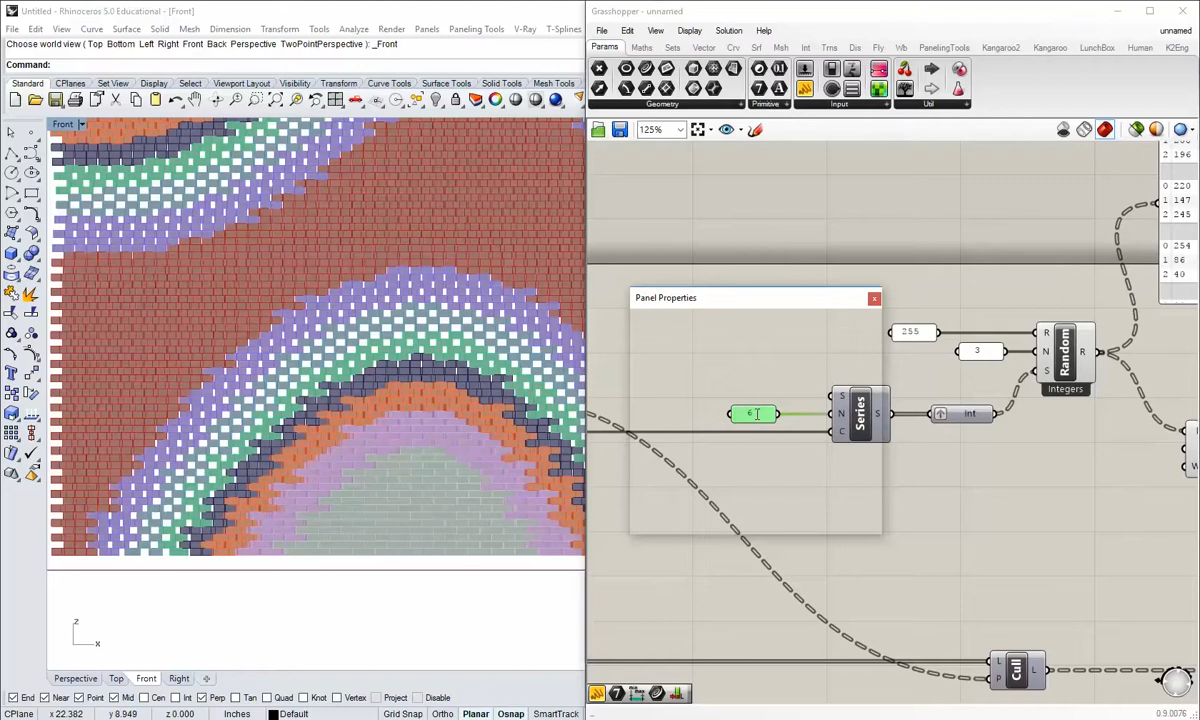 Untitled - Rhinoceros 5.0 Educational - [Front]
File Edit View Curve Surface Solid Mesh Dimension Transform Tools Analyze Render Panels Paneling Tools V-Ray T-Splines
Choose world view ( Top Bottom Left Right Front Back Perspective TwoPointPerspective ): _Front
Command:
Standard CPlanes Set View Display Select Viewport Layout Visibility Transform Curve Tools Surface Tools Solid Tools Mesh Tools
Front
z
x
Perspective Top Front Right
End Near Point Mid Cen Int Perp Tan Quad Knot Vertex Project Disable
CPlane x 22.382 y 8.949 z 0.000 Inches Default Grid Snap Ortho Planar Osnap SmartTrack
Grasshopper - unnamed
File Edit View Display Solution Help unnamed
Params Maths Sets Vector Crv Srf Msh Int Trns Dis Fly Wb PanelingTools Kangaroo2 Kangaroo LunchBox Human K2Eng
Geometry Primitive Input Util
125%
2 196
0 220
1 147
2 245
0 254
1 86
2 40
Panel Properties x
255
3
R
N
S
Random
R
Integers
6
S
N
C
Series
S
Int
L
P
Cull
L
0.9.0076